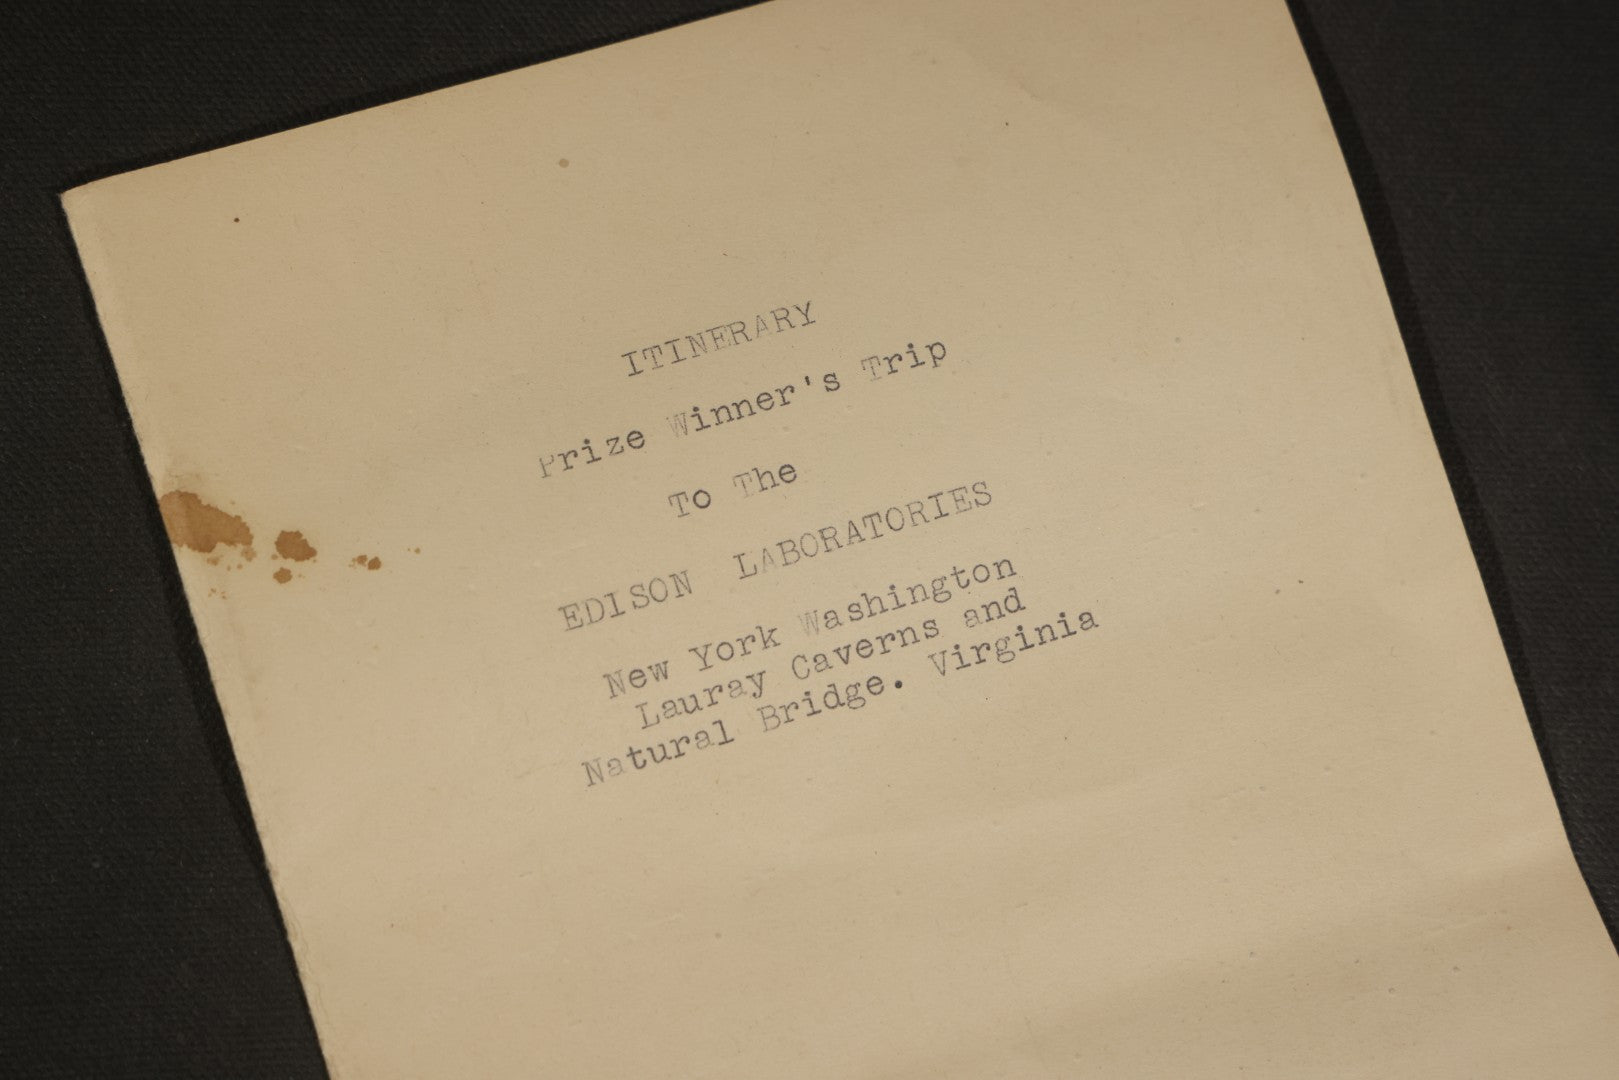 ITINERARY
Prize Winner's Trip
To The
EDISON LABORATORIES
New York Washington
Lauray Caverns and
Natural Bridge. Virginia